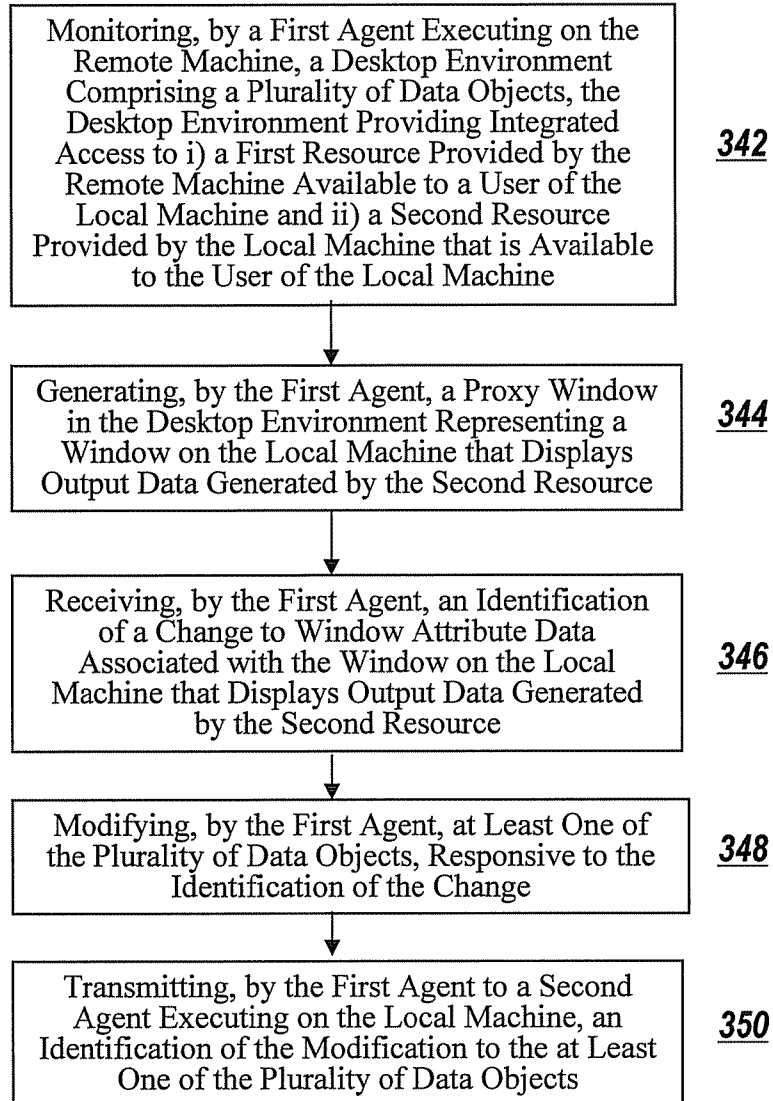 Monitoring, by a First Agent Executing on the
Remote Machine, a Desktop Environment
Comprising a Plurality of Data Objects, the
Desktop Environment Providing Integrated
Access to i) a First Resource Provided by the
Remote Machine Available to a User of the
Local Machine and ii) a Second Resource
Provided by the Local Machine that is Available
to the User of the Local Machine
342
Generating, by the First Agent, a Proxy Window
in the Desktop Environment Representing a
Window on the Local Machine that Displays
Output Data Generated by the Second Resource
344
Receiving, by the First Agent, an Identification
of a Change to Window Attribute Data
Associated with the Window on the Local
Machine that Displays Output Data Generated
by the Second Resource
346
Modifying, by the First Agent, at Least One of
the Plurality of Data Objects, Responsive to the
Identification of the Change
348
Transmitting, by the First Agent to a Second
Agent Executing on the Local Machine, an
Identification of the Modification to the at Least
One of the Plurality of Data Objects
350